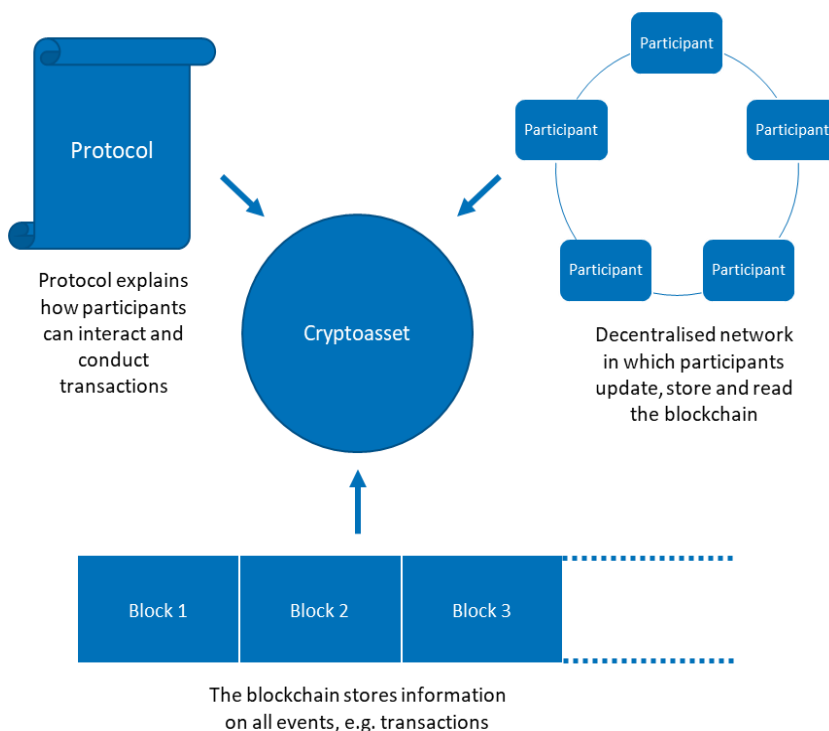 Protocol
Protocol explains
how participants
can interact and
conduct
transactions
Participant
Participant
Participant
Participant
Participant
Decentralised network
in which participants
update, store and read
the blockchain
Cryptoasset
Block 1
Block 2
Block 3
The blockchain stores information
on all events, e.g. transactions